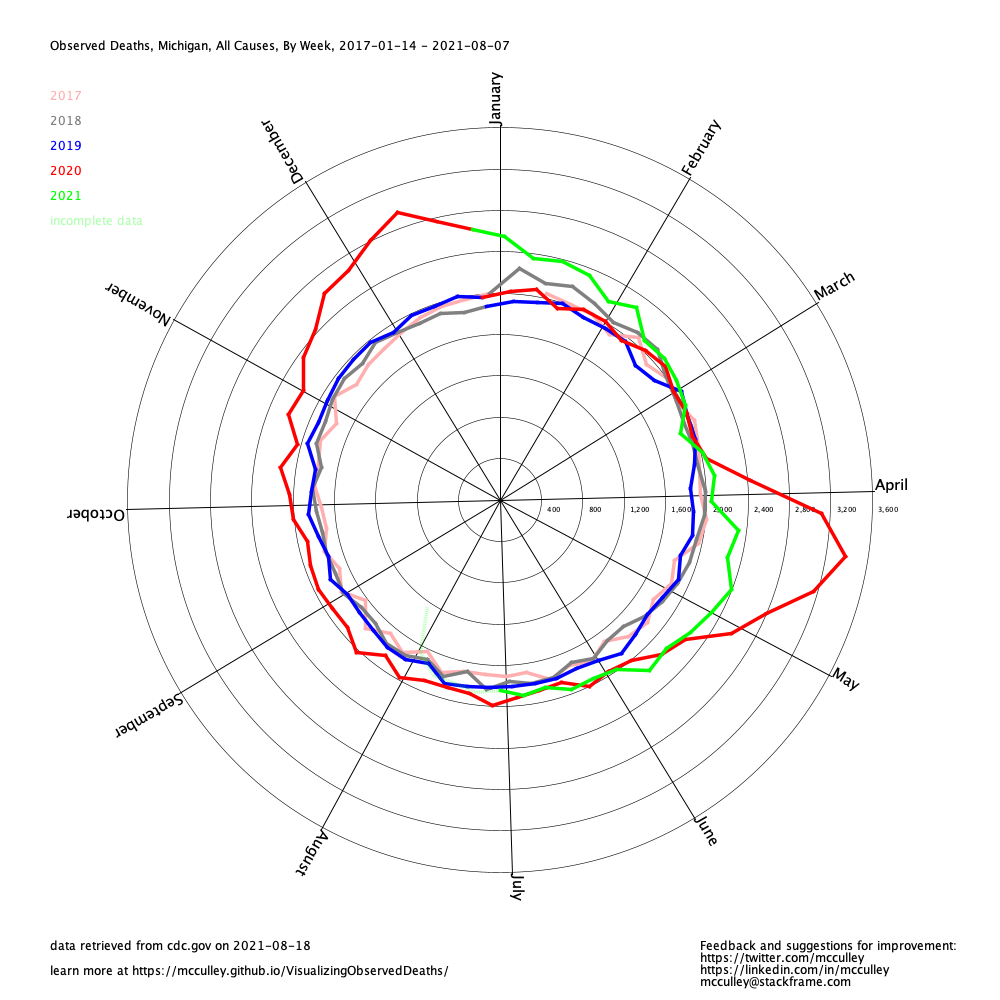 Observed Deaths, Michigan, All Causes, By Week, 2017-01-14 - 2021-08-07
2017
2018
2019
2020
2021
incomplete data
January
February
March
April
May
June
July
August
September
October
November
December
400
800
1,200
1,600
2,000
2,400
2,800
3,200
3,600
data retrieved from cdc.gov on 2021-08-18
learn more at https://mcculley.github.io/VisualizingObservedDeaths/
Feedback and suggestions for improvement:
https://twitter.com/mcculley
https://linkedin.com/in/mcculley
mcculley@stackframe.com